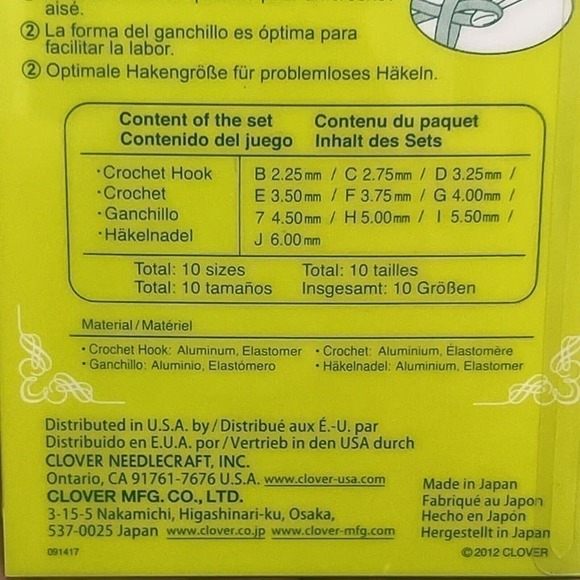 aisé.
② La forma del ganchillo es óptima para
facilitar la labor.
② Optimale Hakengröße für problemloses Häkeln.
Content of the set Contenu du paquet
Contenido del juego Inhalt des Sets
・Crochet Hook B 2.25mm / C 2.75mm / D 3.25mm /
・Crochet E 3.50mm / F 3.75mm / G 4.00mm /
・Ganchillo 7 4.50mm / H 5.00mm / I 5.50mm /
・Häkelnadel J 6.00mm
Total: 10 sizes Total: 10 tailles
Total: 10 tamaños Insgesamt: 10 Größen
Material / Matériel
・Crochet Hook: Aluminum, Elastomer ・Crochet: Aluminium, Élastomère
・Ganchillo: Aluminio, Elastómero ・Häkelnadel: Aluminium, Elastomer
Distributed in U.S.A. by / Distribué aux É.-U. par
Distribuido en E.U.A. por / Vertrieb in den USA durch
CLOVER NEEDLECRAFT, INC.
Ontario, CA 91761-7676 U.S.A. www.clover-usa.com
CLOVER MFG. CO., LTD.
3-15-5 Nakamichi, Higashinari-ku, Osaka,
537-0025 Japan www.clover.co.jp www.clover-mfg.com
Made in Japan
Fabriqué au Japon
Hecho en Japón
Hergestellt in Japan
091417 ©2012 CLOVER